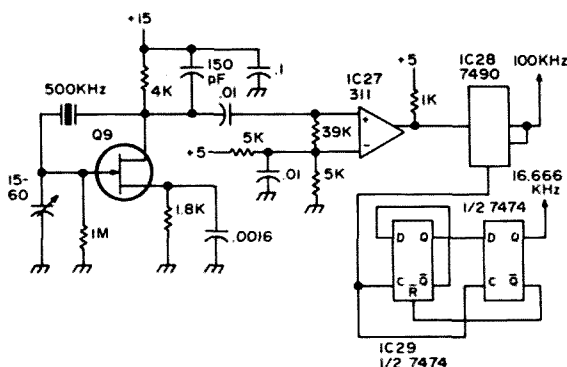 +15
500KHz
4K
150
pF
.1
.01
Q9
15-
60
1M
1.8K
.0016
+5
5K
.01
39K
5K
IC27
311
+
-
+5
1K
IC28
7490
100KHz
16.666
KHz
1/2 7474
D Q
C Q̅
R̅
D Q
C Q̅
IC29
1/2 7474